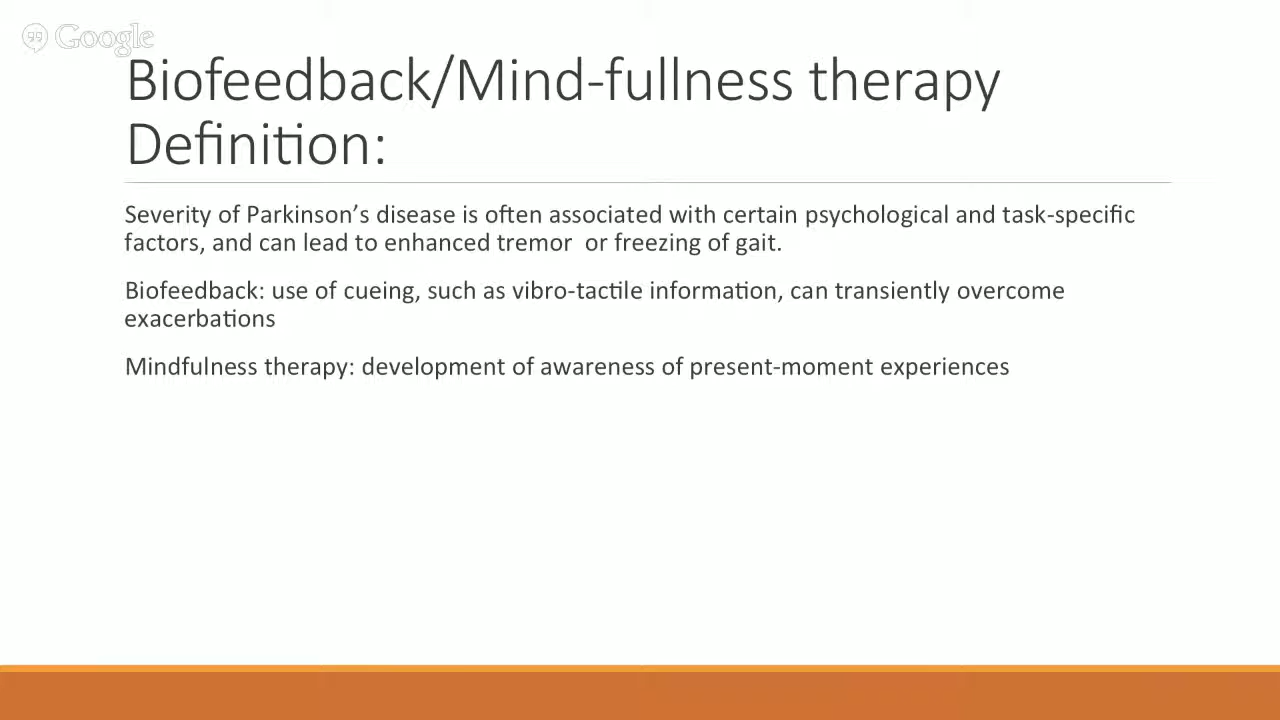 Google
Biofeedback/Mind-fullness therapy
Definition:
Severity of Parkinson's disease is often associated with certain psychological and task-specific
factors, and can lead to enhanced tremor  or freezing of gait.
Biofeedback: use of cueing, such as vibro-tactile information, can transiently overcome
exacerbations
Mindfulness therapy: development of awareness of present-moment experiences